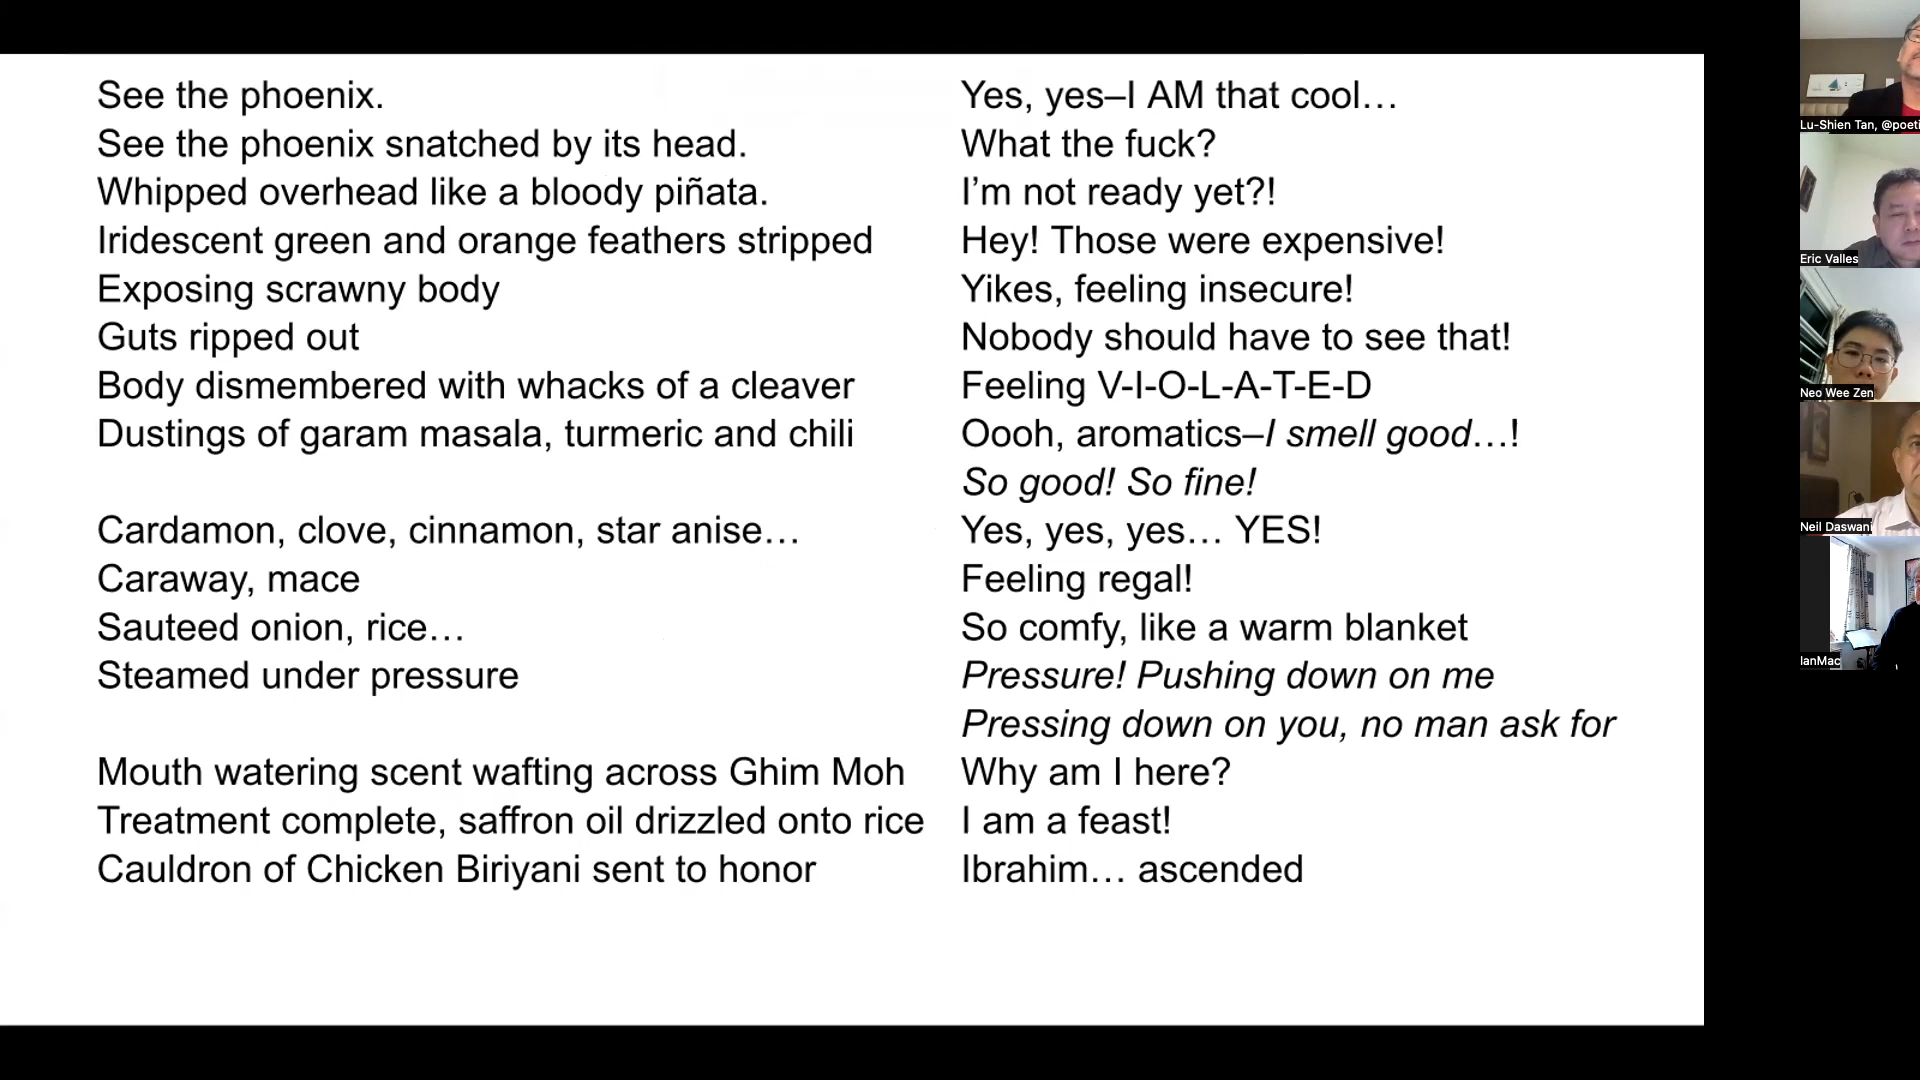 See the phoenix.
See the phoenix snatched by its head.
Whipped overhead like a bloody piñata.
Iridescent green and orange feathers stripped
Exposing scrawny body
Guts ripped out
Body dismembered with whacks of a cleaver
Dustings of garam masala, turmeric and chili
Cardamon, clove, cinnamon, star anise…
Caraway, mace
Sauteed onion, rice…
Steamed under pressure
Mouth watering scent wafting across Ghim Moh
Treatment complete, saffron oil drizzled onto rice
Cauldron of Chicken Biriyani sent to honor
Yes, yes–I AM that cool…
What the fuck?
I’m not ready yet?!
Hey! Those were expensive!
Yikes, feeling insecure!
Nobody should have to see that!
Feeling V-I-O-L-A-T-E-D
Oooh, aromatics–I smell good…!
So good! So fine!
Yes, yes, yes… YES!
Feeling regal!
So comfy, like a warm blanket
Pressure! Pushing down on me
Pressing down on you, no man ask for
Why am I here?
I am a feast!
Ibrahim… ascended
Lu-Shien Tan, @poeti
Eric Valles
Neo Wee Zen
Neil Daswani
IanMac